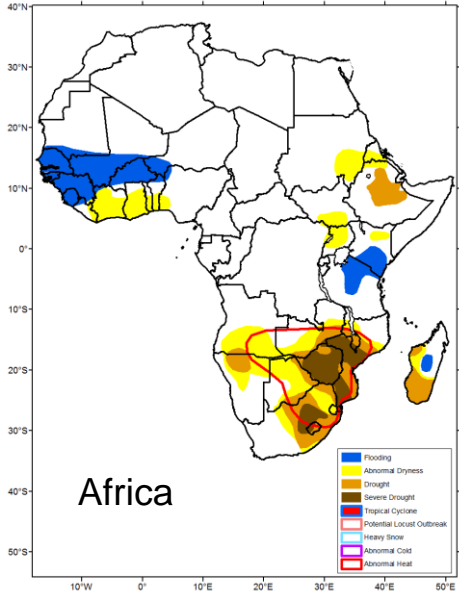 40°N
30°N
20°N
10°N
0°
10°S
20°S
30°S
40°S
50°S
Africa
Flooding
Abnormal Dryness
Drought
Severe Drought
Tropical Cyclone
Potential Locust Outbreak
Heavy Snow
Abnormal Cold
Abnormal Heat
10°W 0° 10°E 20°E 30°E 40°E 50°E